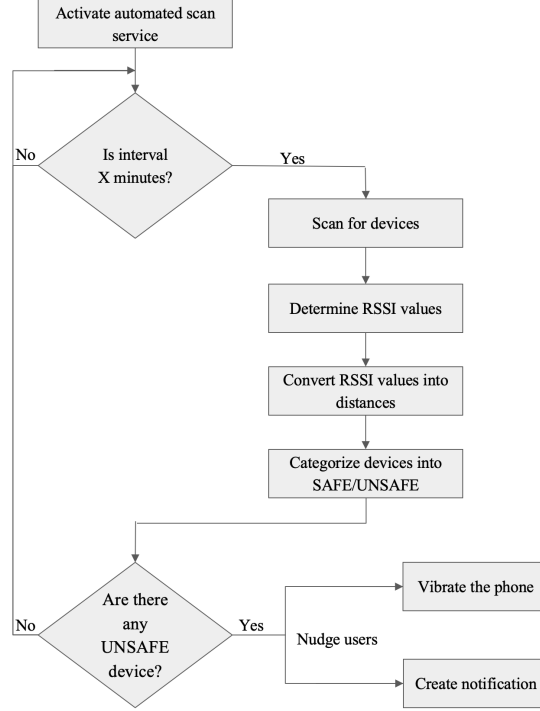 Activate automated scan
service
No
Is interval
X minutes?
Yes
Scan for devices
Determine RSSI values
Convert RSSI values into
distances
Categorize devices into
SAFE/UNSAFE
No
Are there
any
UNSAFE
device?
Yes
Nudge users
Vibrate the phone
Create notification